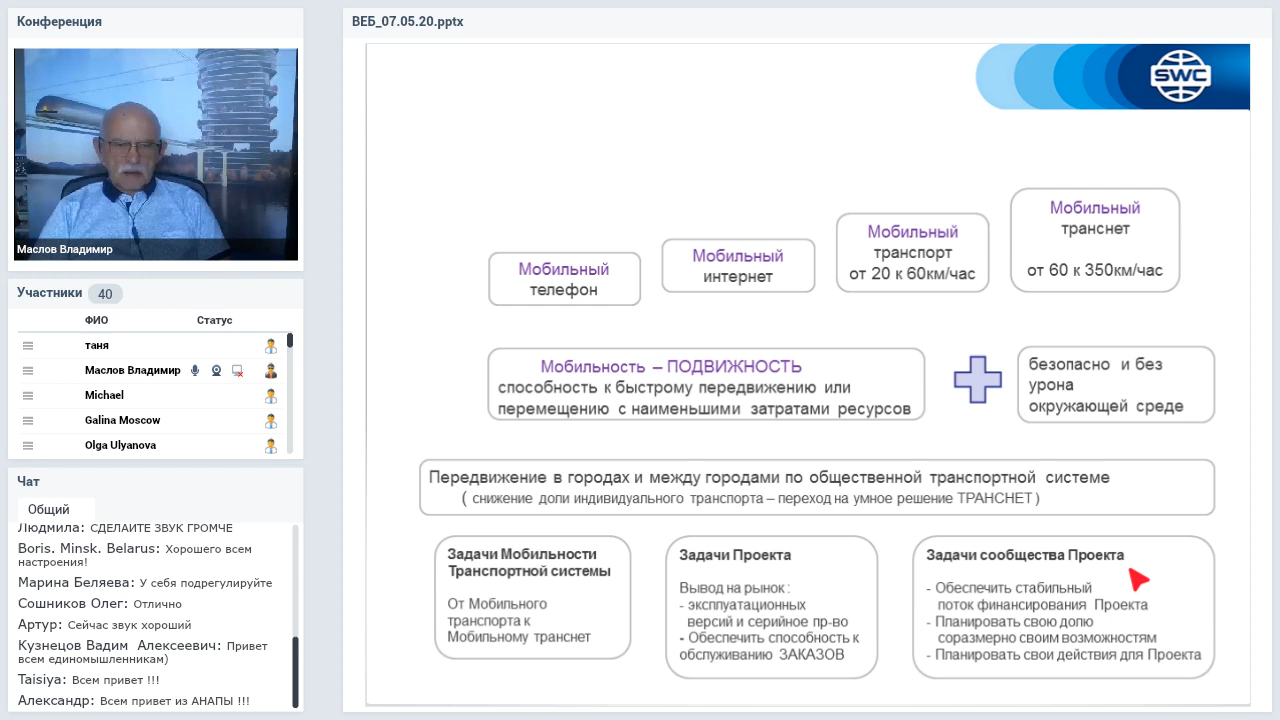 Конференция
Маслов Владимир
Участники 40
ФИО Статус
таня
Маслов Владимир
Michael
Galina Moscow
Olga Ulyanova
Чат
Общий
Людмила: СДЕЛАЙТЕ ЗВУК ГРОМЧЕ
Boris. Minsk. Belarus: Хорошего всем
настроения!
Марина Беляева: У себя подрегулируйте
Сошников Олег: Отлично
Артур: Сейчас звук хороший
Кузнецов Вадим Алексеевич: Привет
всем единомышленникам)
Taisiya: Всем привет !!!
Александр: Всем привет из АНАПЫ !!!
ВЕБ_07.05.20.pptx
SWC
Мобильный
телефон
Мобильный
интернет
Мобильный
транспорт
от 20 к 60км/час
Мобильный
транснет
от 60 к 350км/час
Мобильность – ПОДВИЖНОСТЬ
способность к быстрому передвижению или
перемещению с наименьшими затратами ресурсов
безопасно и без
урона
окружающей среде
Передвижение в городах и между городами по общественной транспортной системе
( снижение доли индивидуального транспорта – переход на умное решение ТРАНСНЕТ )
Задачи Мобильности
Транспортной системы
От Мобильного
транспорта к
Мобильному транснет
Задачи Проекта
Вывод на рынок :
- эксплуатационных
версий и серийное пр-во
- Обеспечить способность к
обслуживанию ЗАКАЗОВ
Задачи сообщества Проекта
- Обеспечить стабильный
поток финансирования Проекта
- Планировать свою долю
соразмерно своим возможностям
- Планировать свои действия для Проекта